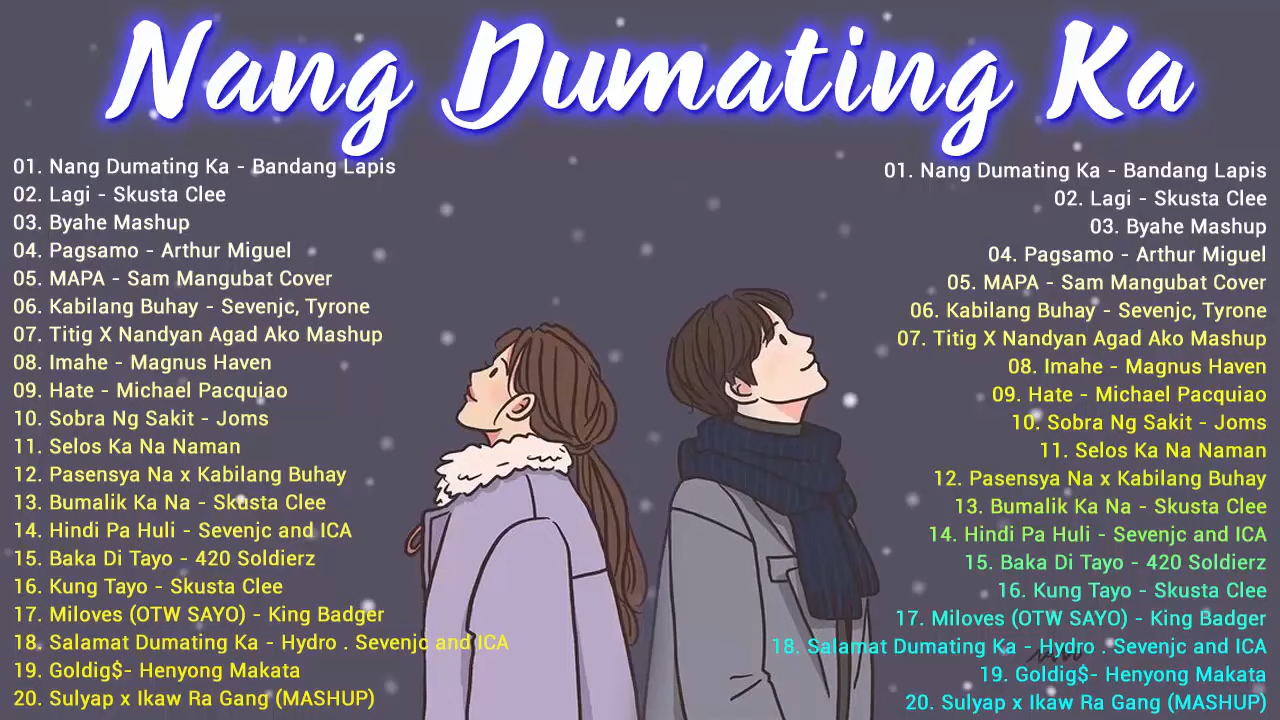 Nang Dumating Ka
01. Nang Dumating Ka - Bandang Lapis
02. Lagi - Skusta Clee
03. Byahe Mashup
04. Pagsamo - Arthur Miguel
05. MAPA - Sam Mangubat Cover
06. Kabilang Buhay - Sevenjc, Tyrone
07. Titig X Nandyan Agad Ako Mashup
08. Imahe - Magnus Haven
09. Hate - Michael Pacquiao
10. Sobra Ng Sakit - Joms
11. Selos Ka Na Naman
12. Pasensya Na x Kabilang Buhay
13. Bumalik Ka Na - Skusta Clee
14. Hindi Pa Huli - Sevenjc and ICA
15. Baka Di Tayo - 420 Soldierz
16. Kung Tayo - Skusta Clee
17. Miloves (OTW SAYO) - King Badger
18. Salamat Dumating Ka - Hydro . Sevenjc and ICA
19. Goldig$- Henyong Makata
20. Sulyap x Ikaw Ra Gang (MASHUP)
01. Nang Dumating Ka - Bandang Lapis
02. Lagi - Skusta Clee
03. Byahe Mashup
04. Pagsamo - Arthur Miguel
05. MAPA - Sam Mangubat Cover
06. Kabilang Buhay - Sevenjc, Tyrone
07. Titig X Nandyan Agad Ako Mashup
08. Imahe - Magnus Haven
09. Hate - Michael Pacquiao
10. Sobra Ng Sakit - Joms
11. Selos Ka Na Naman
12. Pasensya Na x Kabilang Buhay
13. Bumalik Ka Na - Skusta Clee
14. Hindi Pa Huli - Sevenjc and ICA
15. Baka Di Tayo - 420 Soldierz
16. Kung Tayo - Skusta Clee
17. Miloves (OTW SAYO) - King Badger
18. Salamat Dumating Ka - Hydro . Sevenjc and ICA
19. Goldig$- Henyong Makata
20. Sulyap x Ikaw Ra Gang (MASHUP)